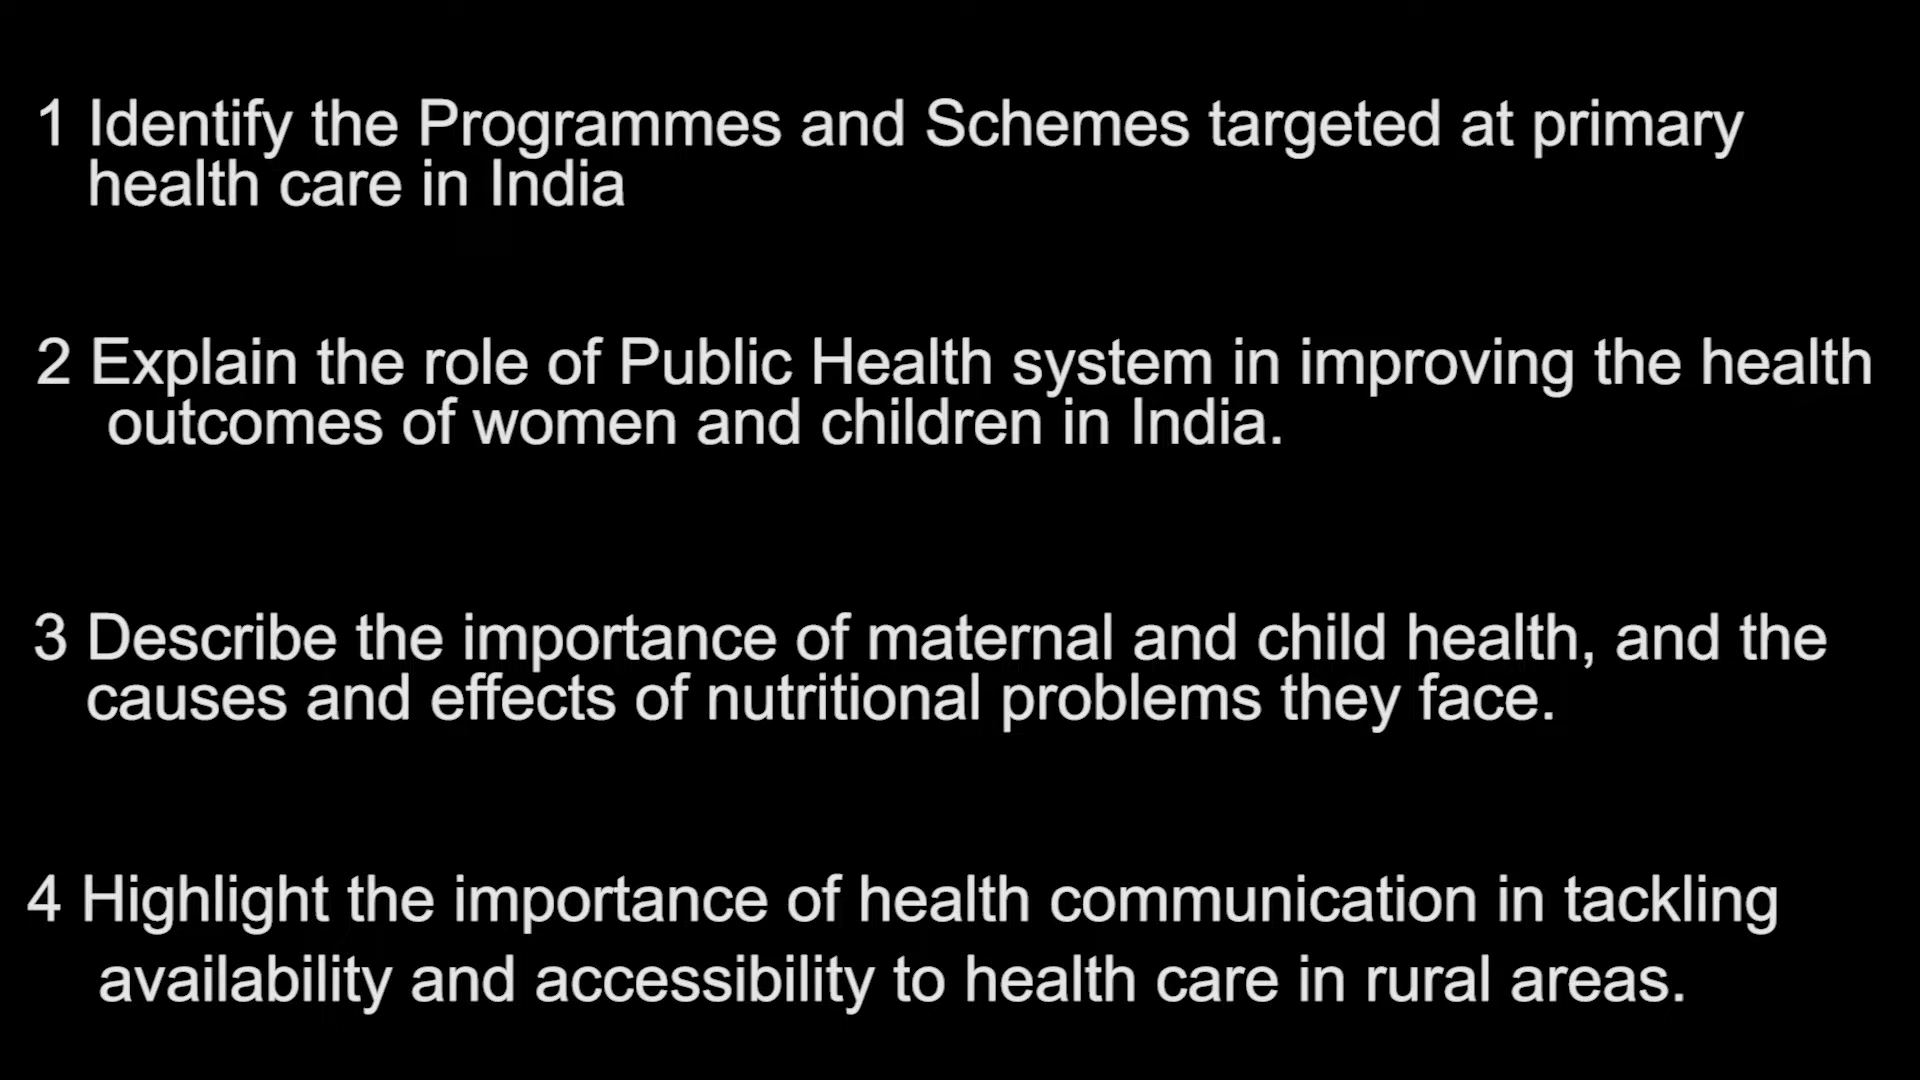 1 Identify the Programmes and Schemes targeted at primary
health care in India
2 Explain the role of Public Health system in improving the health
outcomes of women and children in India.
3 Describe the importance of maternal and child health, and the
causes and effects of nutritional problems they face.
4 Highlight the importance of health communication in tackling
availability and accessibility to health care in rural areas.